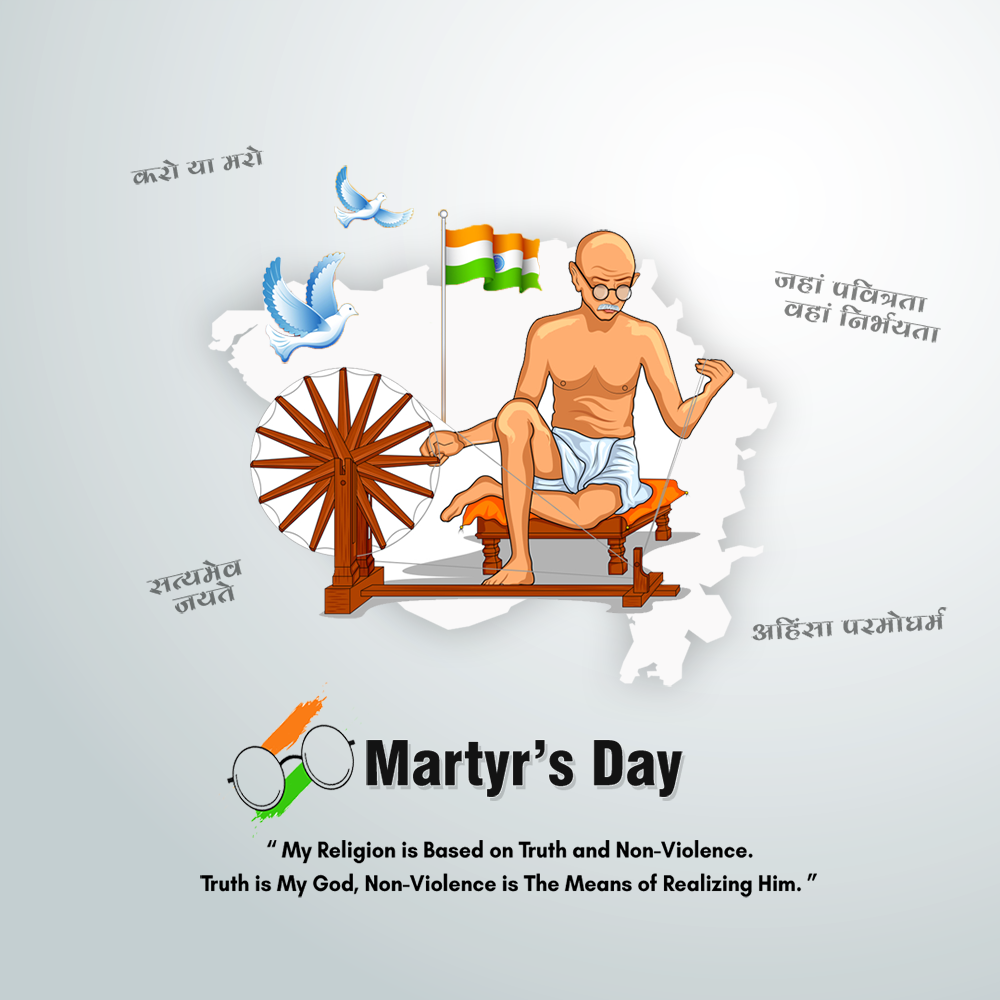 करो या मरो
जहां पवित्रता
वहां निर्भयता
सत्यमेव
जयते
अहिंसा परमोधर्म
Martyr’s Day
“ My Religion is Based on Truth and Non-Violence.
Truth is My God, Non-Violence is The Means of Realizing Him. ”